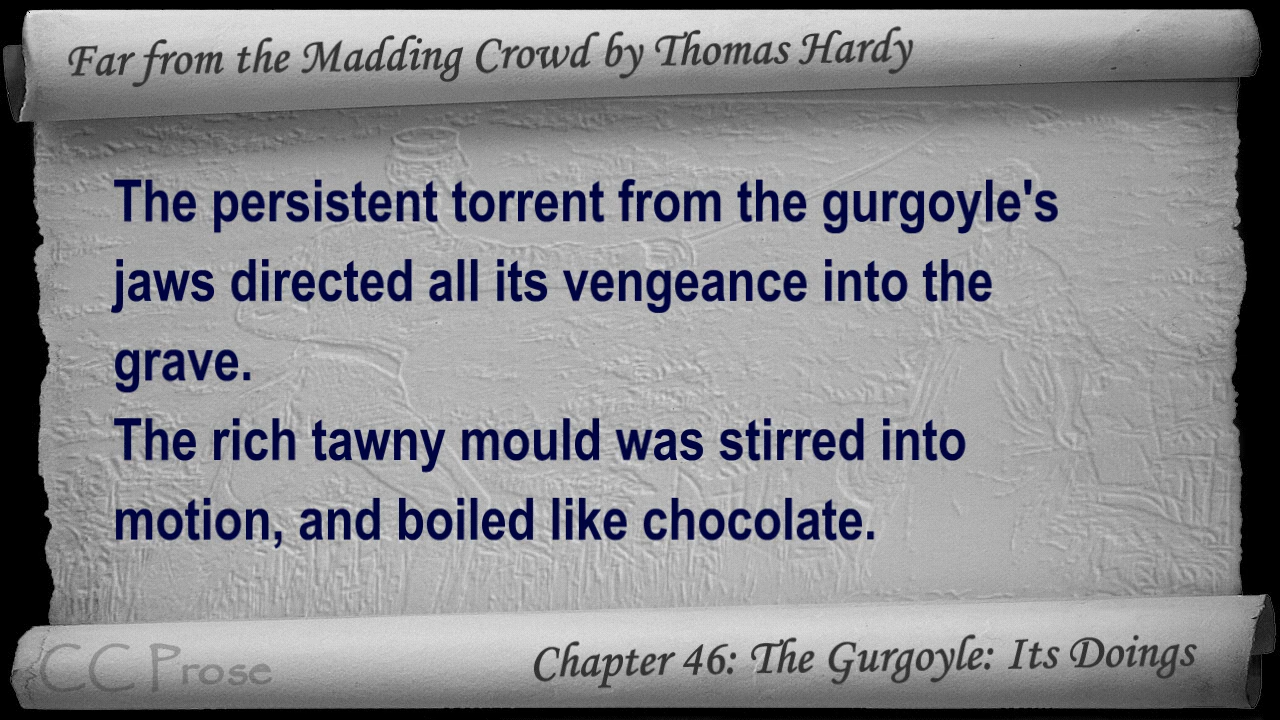 Far from the Madding Crowd by Thomas Hardy
The persistent torrent from the gurgoyle's
jaws directed all its vengeance into the
grave.
The rich tawny mould was stirred into
motion, and boiled like chocolate.
CC Prose
Chapter 46: The Gurgoyle: Its Doings